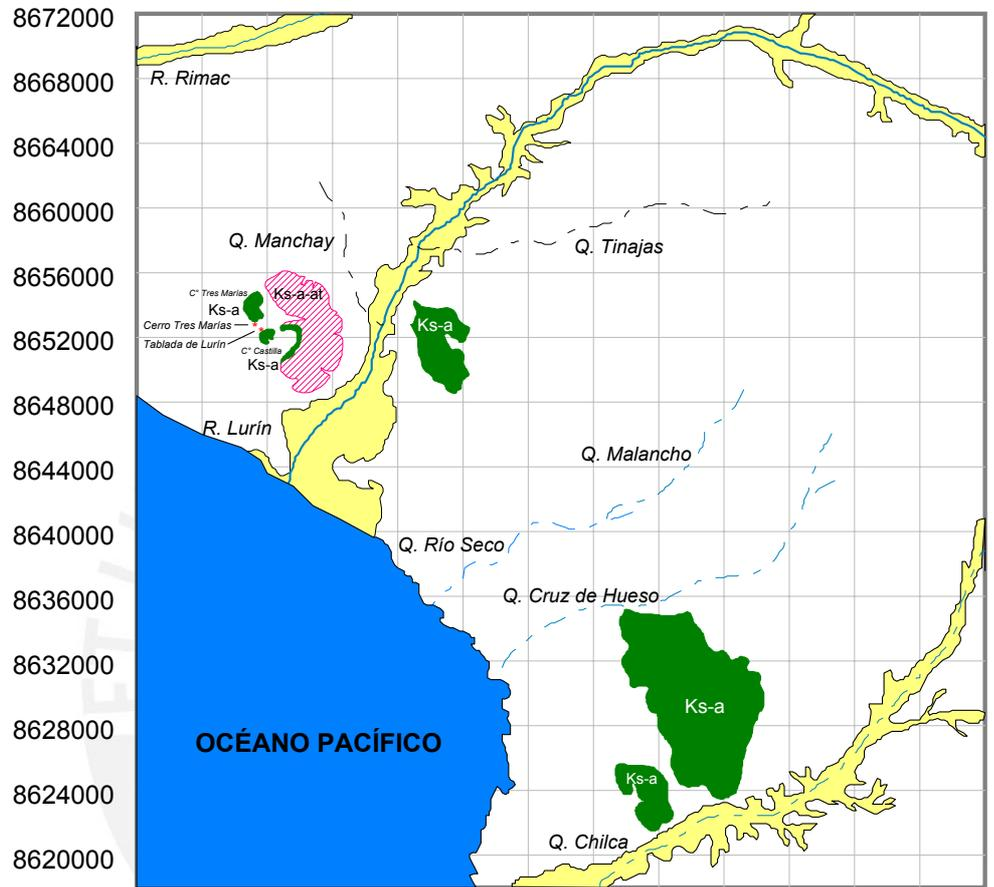 8672000
R. Rimac
8668000
8664000
8660000
Q. Manchay
Q. Tinajas
8656000
C° Tres Marías
Ks-a-at
Ks-a
Cerro Tres Marías
Ks-a
8652000
Tablada de Lurín
C° Castilla
Ks-a
8648000
R. Lurín
Q. Malancho
8644000
8640000
Q. Río Seco
8636000
Q. Cruz de Hueso
8632000
Ks-a
8628000
OCÉANO PACÍFICO
Ks-a
8624000
Q. Chilca
8620000